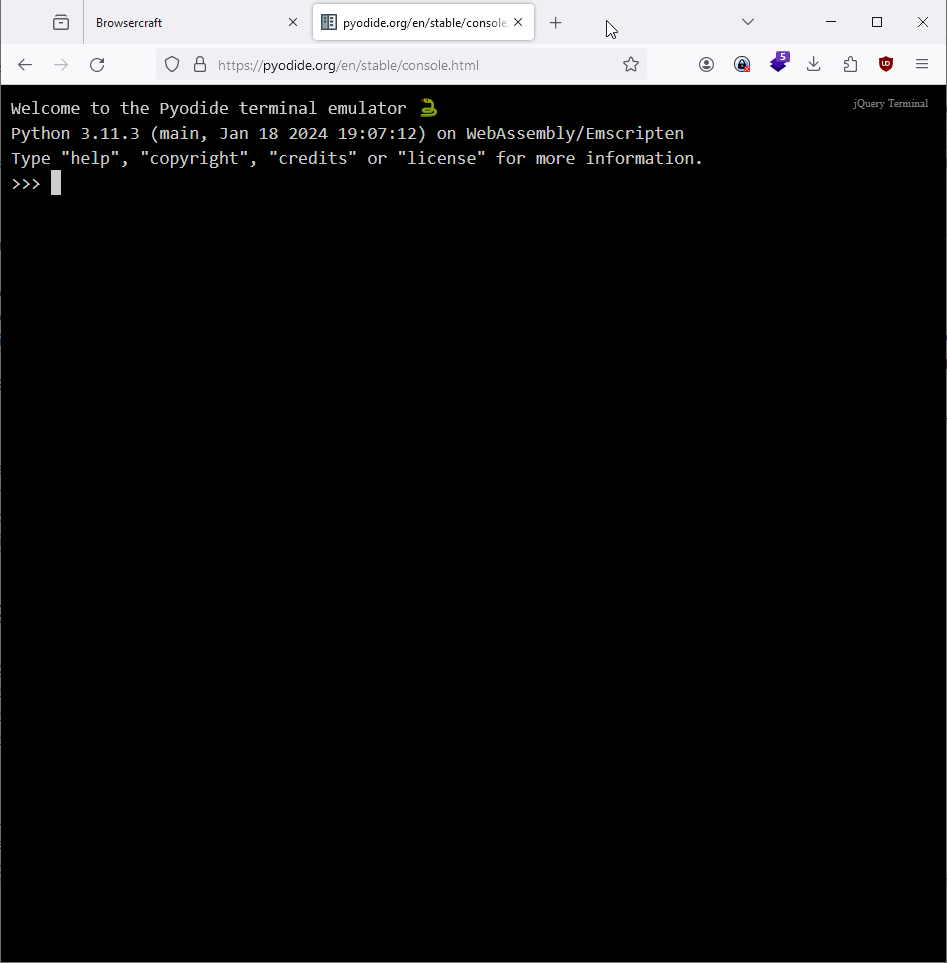 Browsercraft
pyodide.org/en/stable/console
5
https://pyodide.org/en/stable/console.html
jQuery Terminal
Welcome to the Pyodide terminal emulator 🐍
Python 3.11.3 (main, Jan 18 2024 19:07:12) on WebAssembly/Emscripten
Type "help", "copyright", "credits" or "license" for more information.
>>>